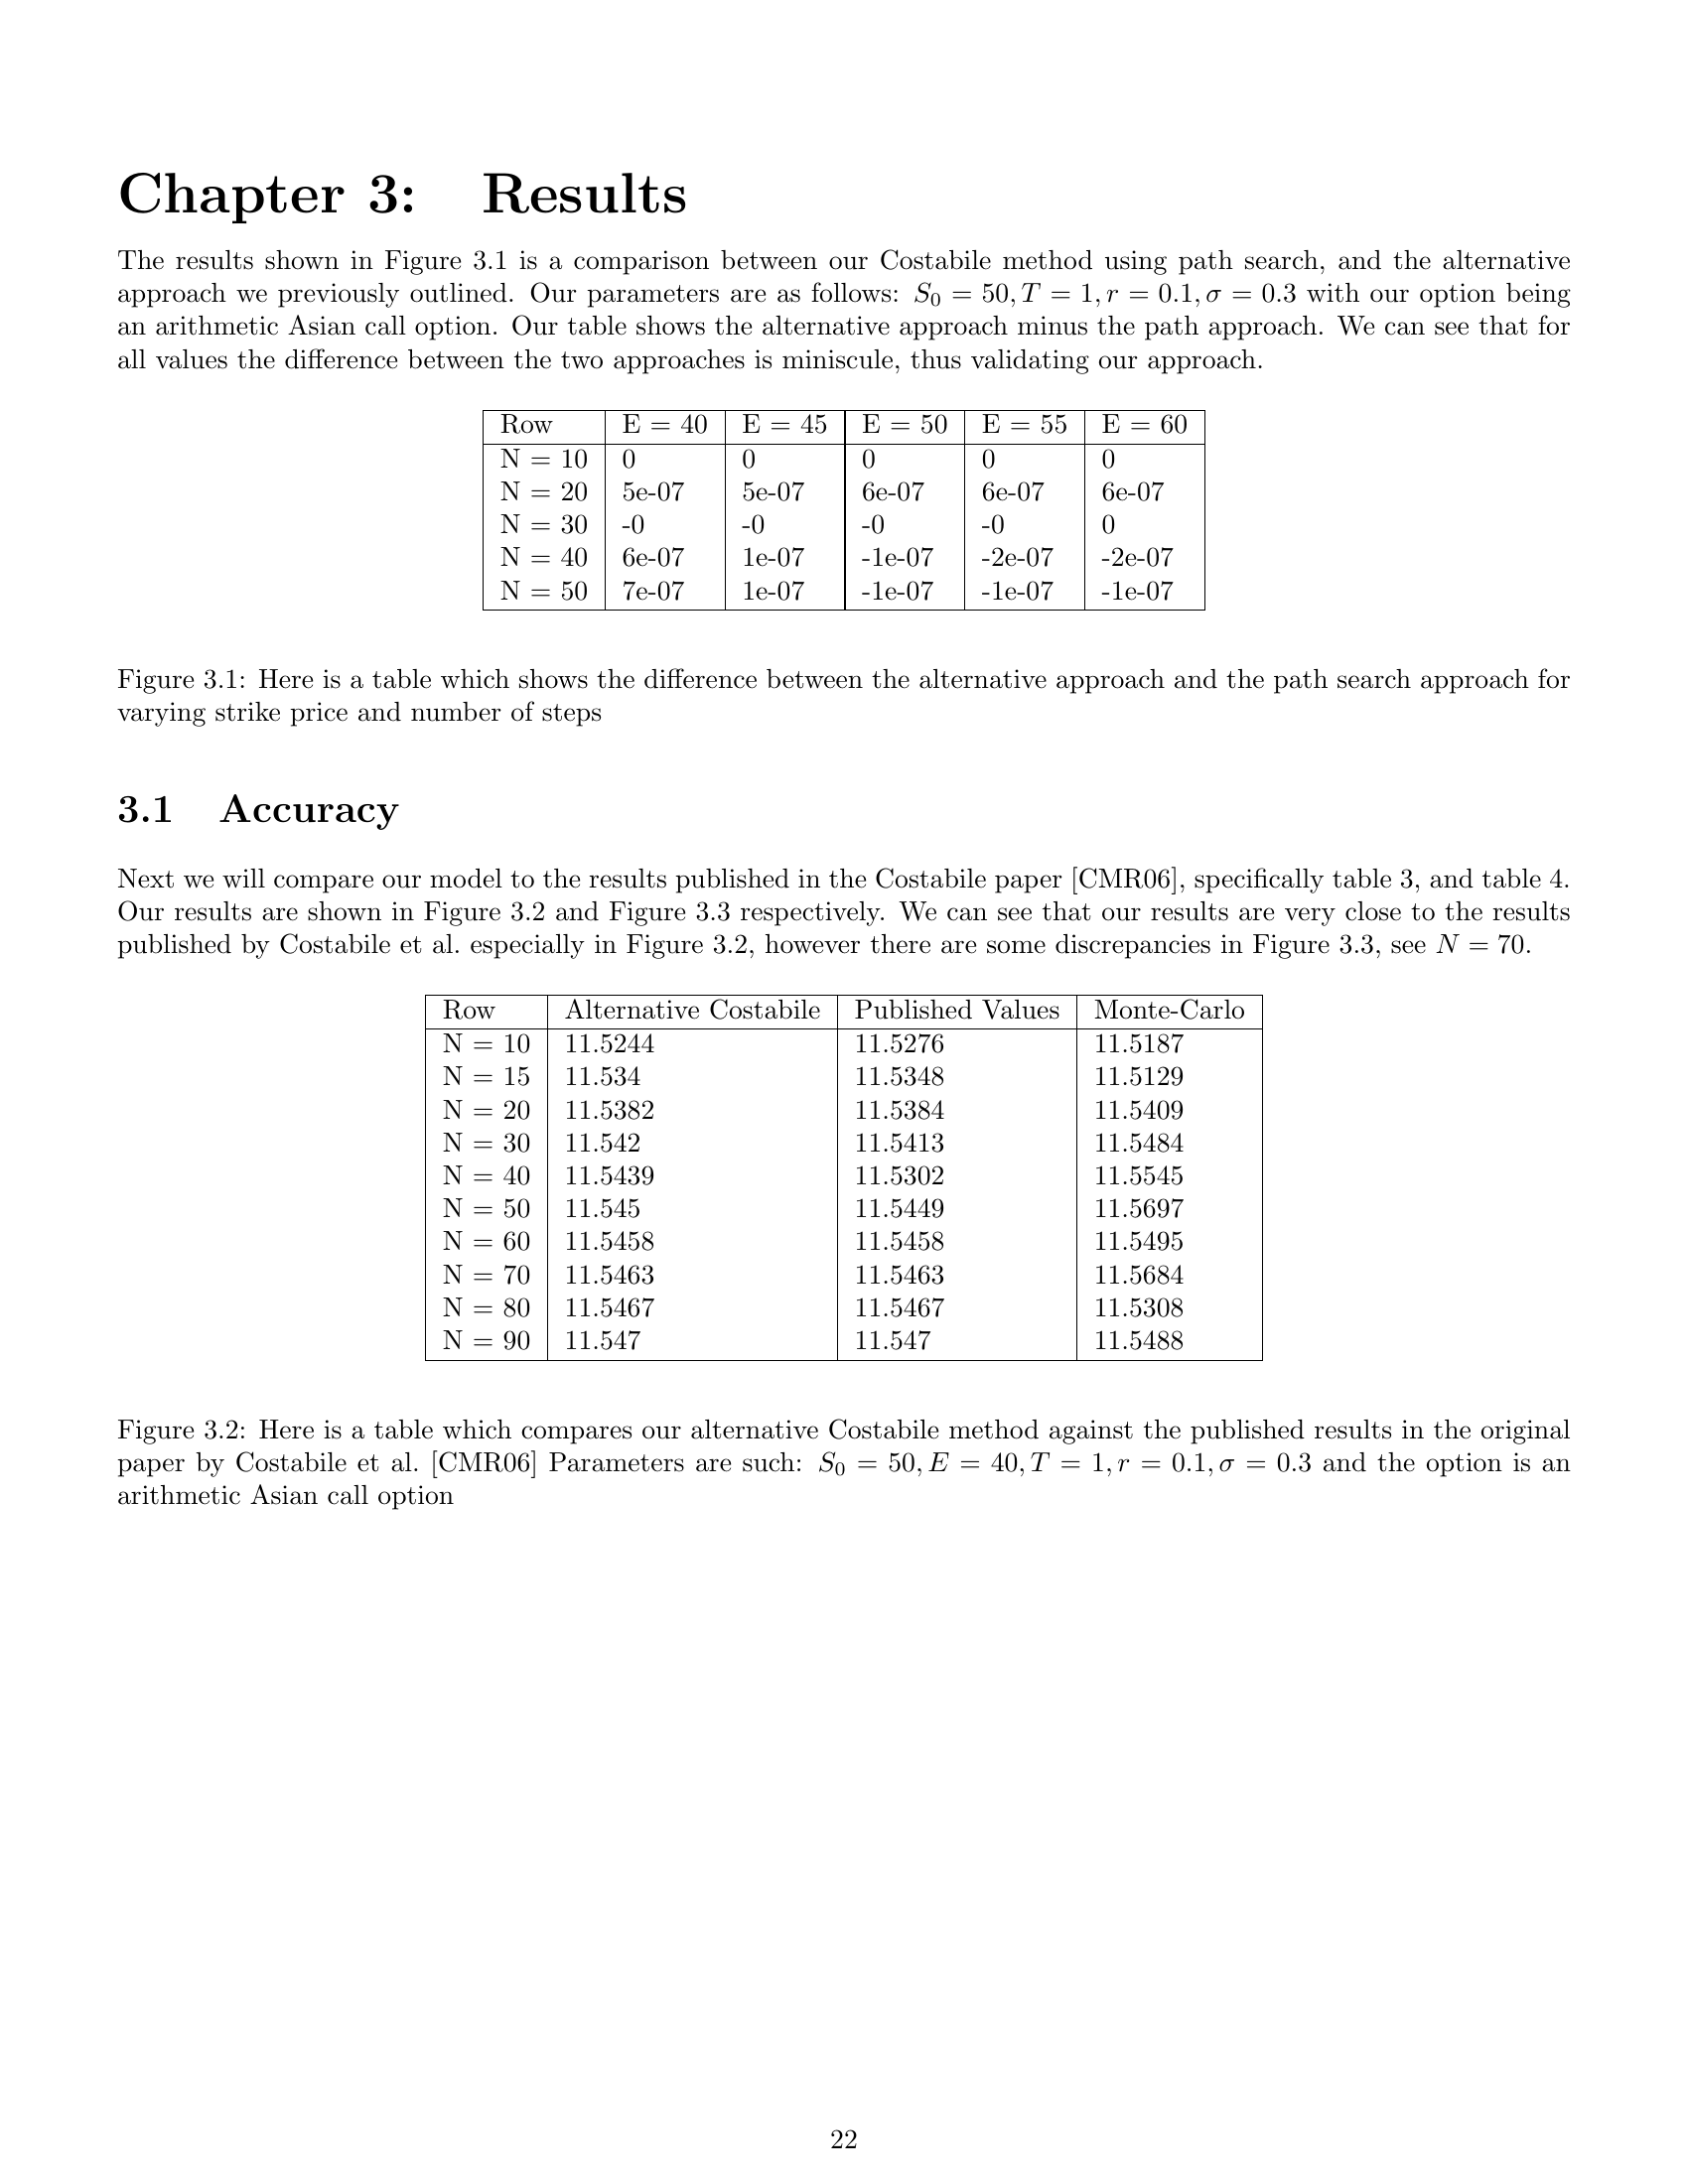 Chapter 3: Results
The results shown in Figure 3.1 is a comparison between our Costabile method using path search, and the alternative
approach we previously outlined. Our parameters are as follows: S₀ = 50, T = 1, r = 0.1, σ = 0.3 with our option being
an arithmetic Asian call option. Our table shows the alternative approach minus the path approach. We can see that for
all values the difference between the two approaches is miniscule, thus validating our approach.
Row E = 40 E = 45 E = 50 E = 55 E = 60
N = 10 0 0 0 0 0
N = 20 5e-07 5e-07 6e-07 6e-07 6e-07
N = 30 -0 -0 -0 -0 0
N = 40 6e-07 1e-07 -1e-07 -2e-07 -2e-07
N = 50 7e-07 1e-07 -1e-07 -1e-07 -1e-07
Figure 3.1: Here is a table which shows the difference between the alternative approach and the path search approach for
varying strike price and number of steps
3.1 Accuracy
Next we will compare our model to the results published in the Costabile paper [CMR06], specifically table 3, and table 4.
Our results are shown in Figure 3.2 and Figure 3.3 respectively. We can see that our results are very close to the results
published by Costabile et al. especially in Figure 3.2, however there are some discrepancies in Figure 3.3, see N = 70.
Row Alternative Costabile Published Values Monte-Carlo
N = 10 11.5244 11.5276 11.5187
N = 15 11.534 11.5348 11.5129
N = 20 11.5382 11.5384 11.5409
N = 30 11.542 11.5413 11.5484
N = 40 11.5439 11.5302 11.5545
N = 50 11.545 11.5449 11.5697
N = 60 11.5458 11.5458 11.5495
N = 70 11.5463 11.5463 11.5684
N = 80 11.5467 11.5467 11.5308
N = 90 11.547 11.547 11.5488
Figure 3.2: Here is a table which compares our alternative Costabile method against the published results in the original
paper by Costabile et al. [CMR06] Parameters are such: S₀ = 50, E = 40, T = 1, r = 0.1, σ = 0.3 and the option is an
arithmetic Asian call option
22